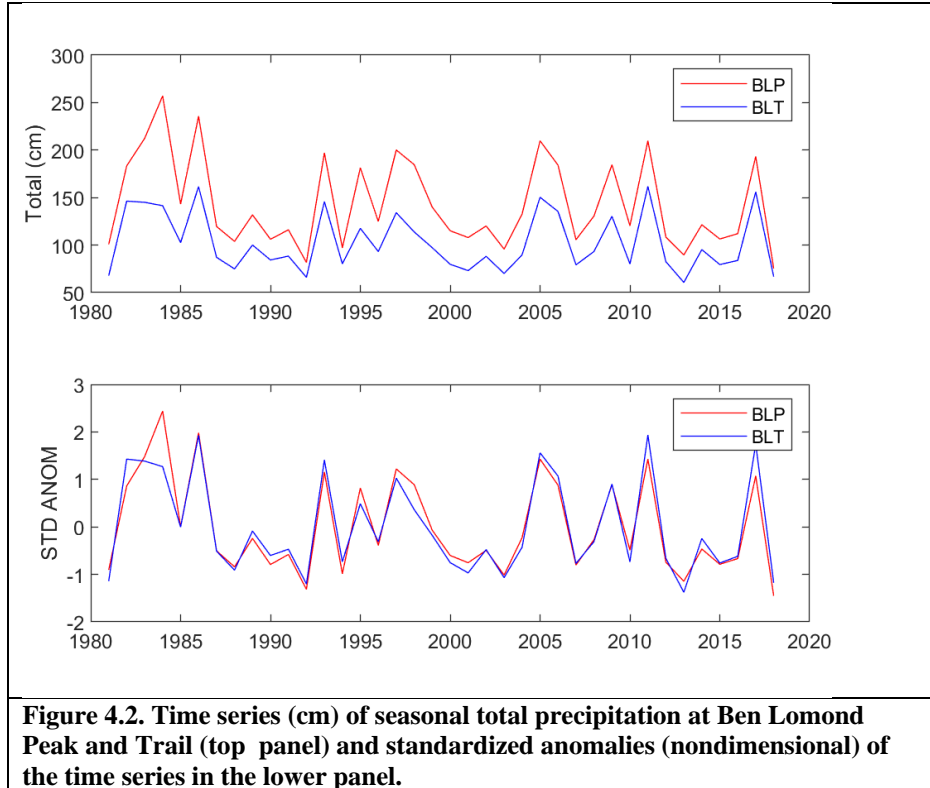 300
250
200
150
100
50
Total (cm)
BLP
BLT
1980 1985 1990 1995 2000 2005 2010 2015 2020
3
2
1
0
-1
-2
STD ANOM
BLP
BLT
1980 1985 1990 1995 2000 2005 2010 2015 2020
Figure 4.2. Time series (cm) of seasonal total precipitation at Ben Lomond
Peak and Trail (top panel) and standardized anomalies (nondimensional) of
the time series in the lower panel.